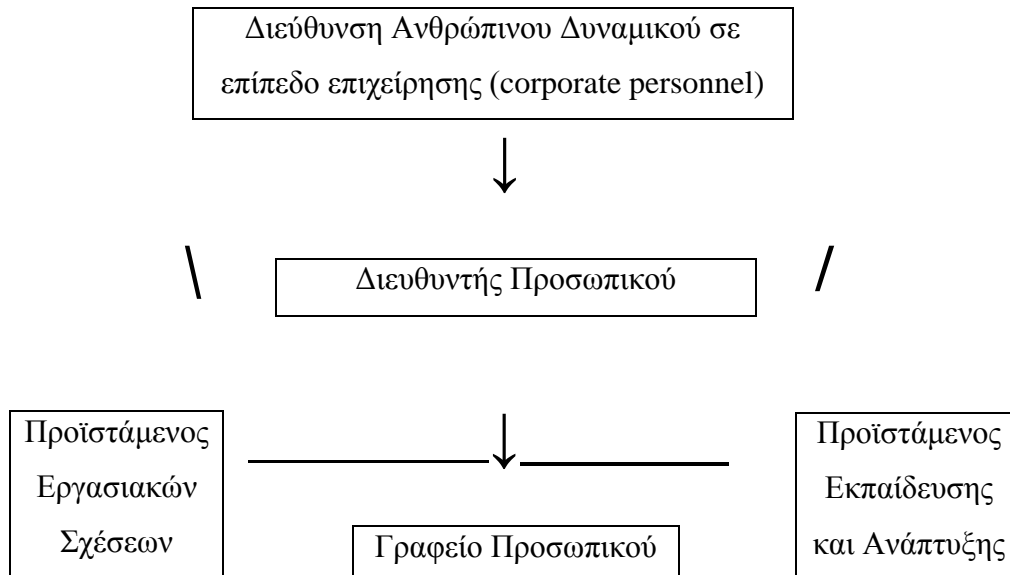 Διεύθυνση Ανθρώπινου Δυναμικού σε
επίπεδο επιχείρησης (corporate personnel)
Διευθυντής Προσωπικού
Προϊστάμενος
Εργασιακών
Σχέσεων
Γραφείο Προσωπικού
Προϊστάμενος
Εκπαίδευσης
και Ανάπτυξης